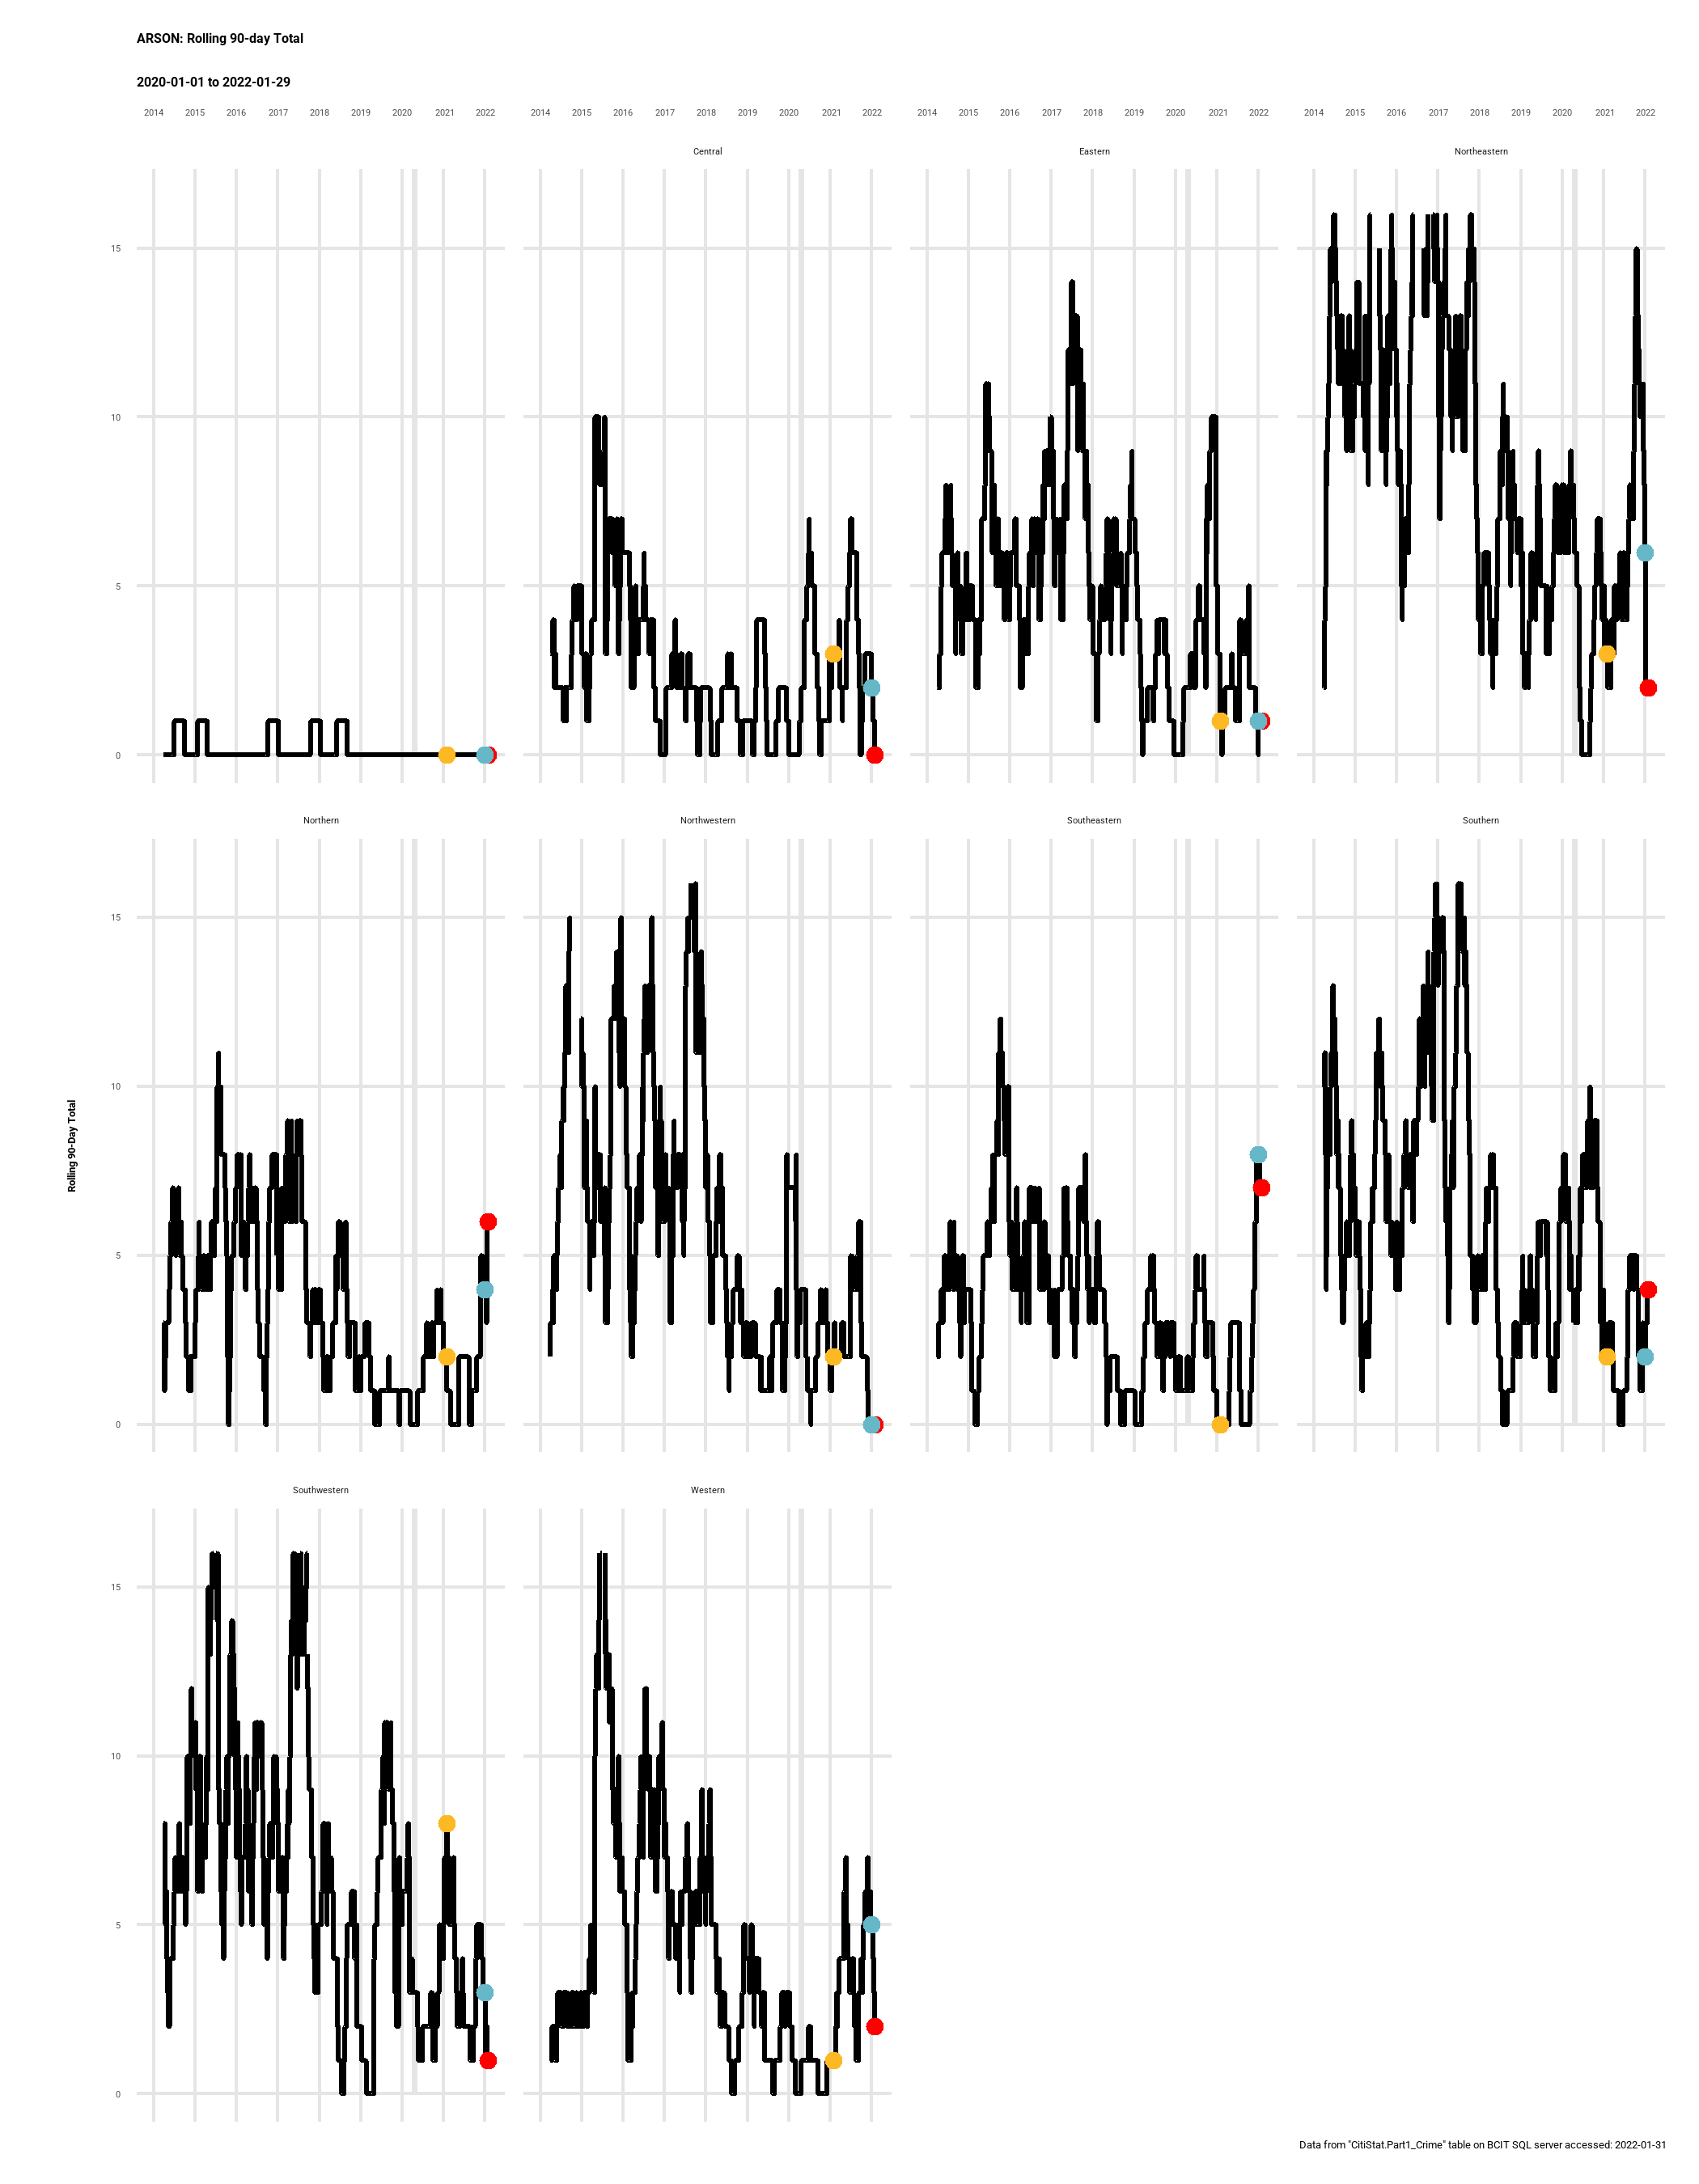 ARSON: Rolling 90-day Total
2020-01-01 to 2022-01-29
2014 2015 2016 2017 2018 2019 2020 2021 2022 2014 2015 2016 2017 2018 2019 2020 2021 2022 2014 2015 2016 2017 2018 2019 2020 2021 2022 2014 2015 2016 2017 2018 2019 2020 2021 2022
Central Eastern Northeastern
15
10
5
0
Northern Northwestern Southeastern Southern
15
10
5
0
Rolling 90-Day Total
Southwestern Western
15
10
5
0
Data from "CitiStat.Part1_Crime" table on BCIT SQL server accessed: 2022-01-31